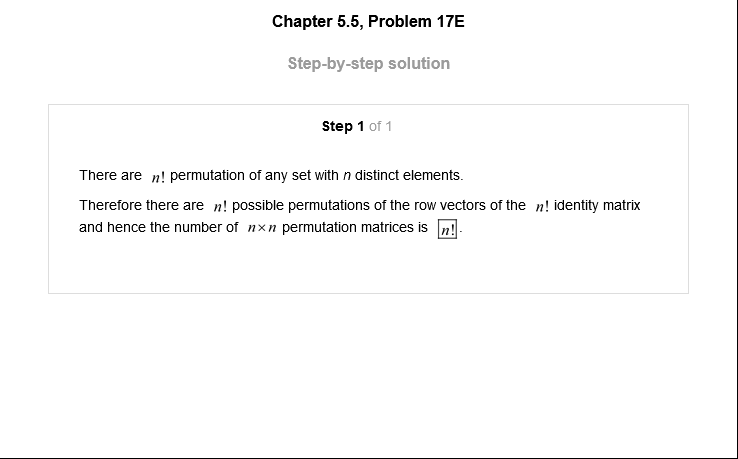 Chapter 5.5, Problem 17E
Step-by-step solution
Step 1 of 1
There are n! permutation of any set with n distinct elements.
Therefore there are n! possible permutations of the row vectors of the n! identity matrix
and hence the number of n×n permutation matrices is n!.